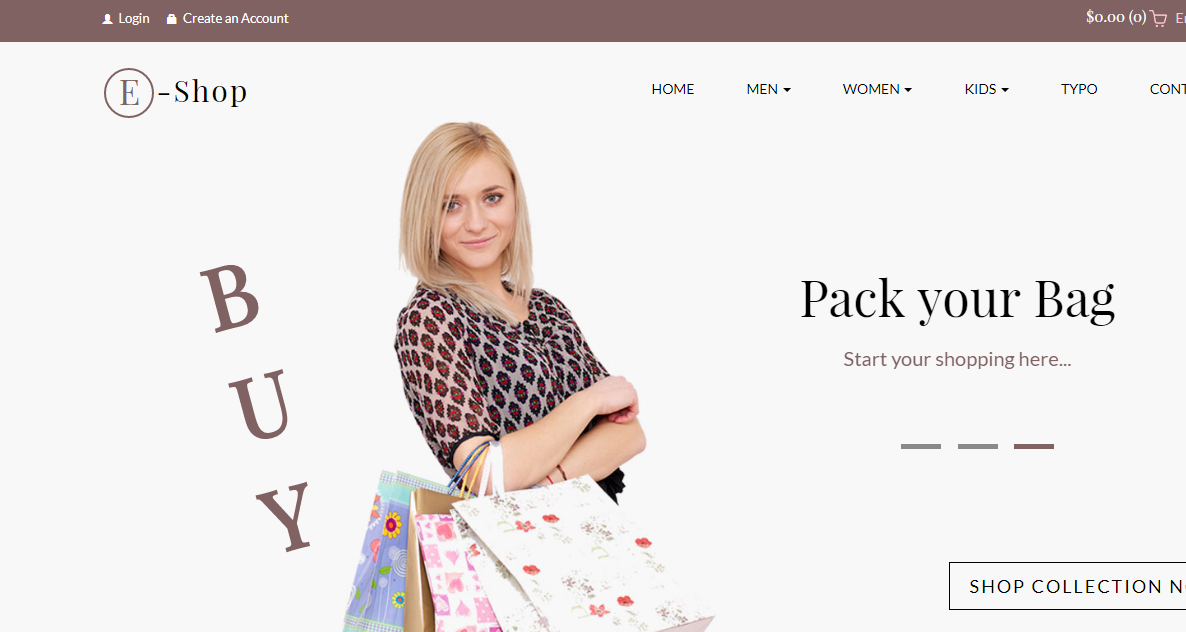 Login Create an Account $0.00 (0)
E-Shop HOME MEN WOMEN KIDS TYPO
Pack your Bag
Start your shopping here...
B
U
Y
SHOP COLLECTION